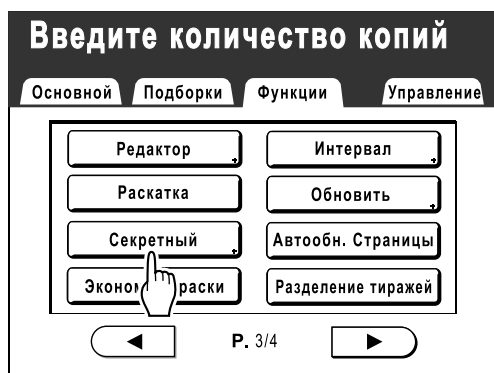 Введите количество копий
Основной Подборки Функции Управление
Редактор Интервал
Раскатка Обновить
Секретный Автообн. Страницы
Эконом раски Разделение тиражей
P. 3/4